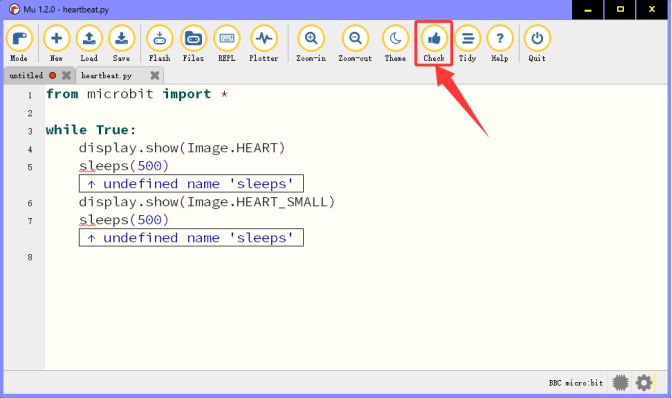 Mu 1.2.0 - heartbeat.py
Mode New Load Save Flash Files REPL Plotter Zoom-in Zoom-out Theme Check Tidy Help Quit
untitled heartbeat.py
1 from microbit import *
2
3 while True:
4 display.show(Image.HEART)
5 sleeps(500)
↑ undefined name 'sleeps'
6 display.show(Image.HEART_SMALL)
7 sleeps(500)
↑ undefined name 'sleeps'
8
BBC micro:bit